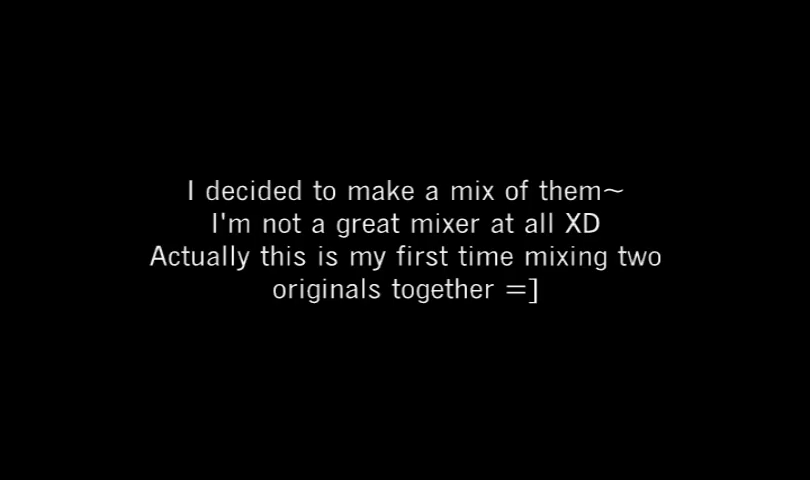 I decided to make a mix of them~
I'm not a great mixer at all XD
Actually this is my first time mixing two
originals together =]